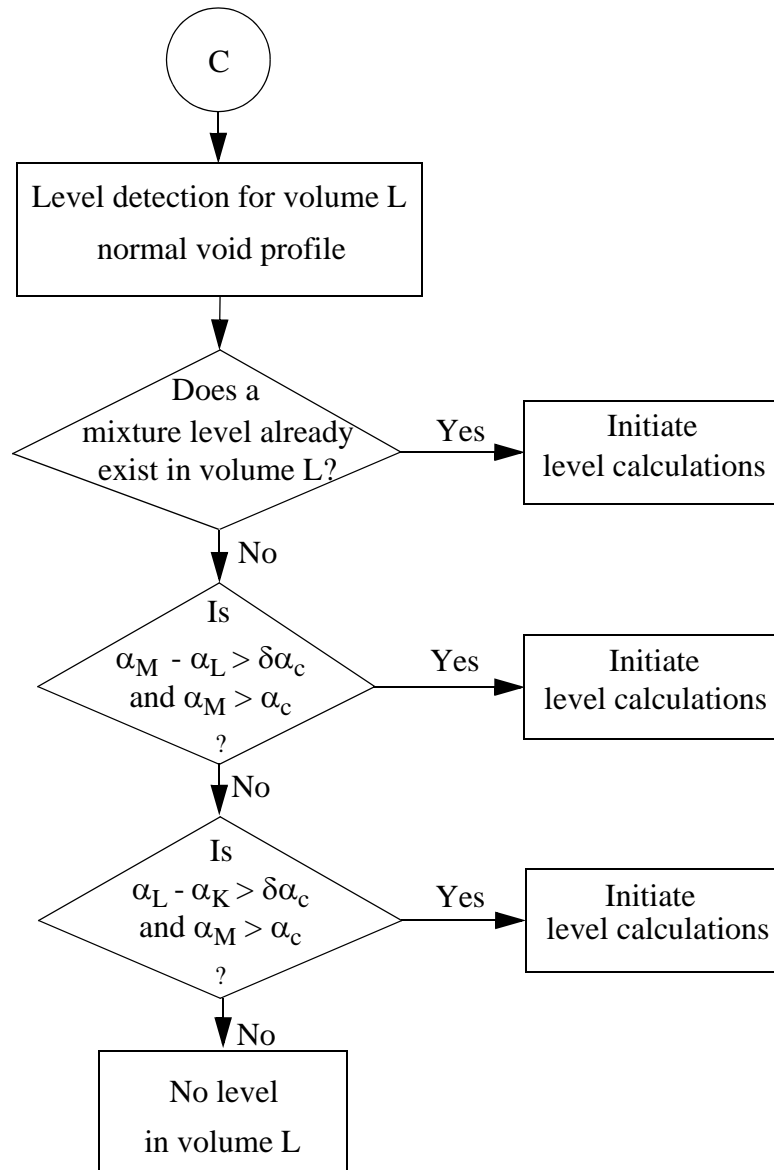 C
Level detection for volume L
normal void profile
Does a
mixture level already
exist in volume L?
Yes
Initiate
level calculations
No
Is
α_M - α_L > δα_c
and α_M > α_c
?
Yes
Initiate
level calculations
No
Is
α_L - α_K > δα_c
and α_M > α_c
?
Yes
Initiate
level calculations
No
No level
in volume L